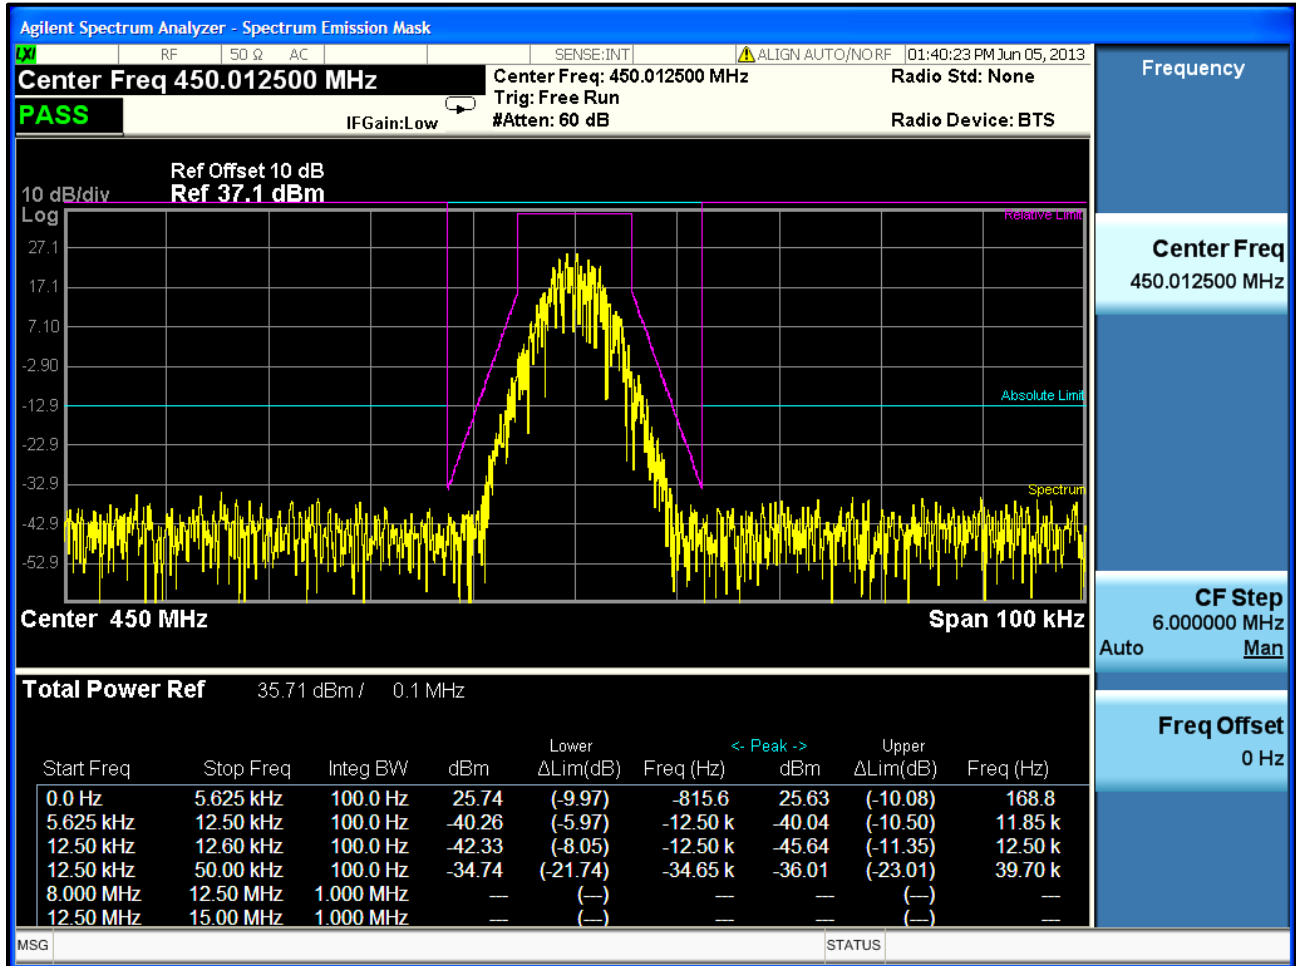 Agilent Spectrum Analyzer - Spectrum Emission Mask
LXI RF 50 Ω AC SENSE:INT ALIGN AUTO/NO RF 01:40:23 PM Jun 05, 2013
Center Freq 450.012500 MHz
Center Freq: 450.012500 MHz
Radio Std: None
Trig: Free Run
PASS
IFGain:Low
#Atten: 60 dB
Radio Device: BTS
Ref Offset 10 dB
10 dB/div Ref 37.1 dBm
Log
Relative Limit
27.1
17.1
7.10
-2.90
Absolute Limit
-12.9
-22.9
-32.9
Spectrum
-42.9
-52.9
Center 450 MHz
Span 100 kHz
Total Power Ref 35.71 dBm / 0.1 MHz
Lower <- Peak -> Upper
Start Freq Stop Freq Integ BW dBm ΔLim(dB) Freq (Hz) dBm ΔLim(dB) Freq (Hz)
0.0 Hz 5.625 kHz 100.0 Hz 25.74 (-9.97) -815.6 25.63 (-10.08) 168.8
5.625 kHz 12.50 kHz 100.0 Hz -40.26 (-5.97) -12.50 k -40.04 (-10.50) 11.85 k
12.50 kHz 12.60 kHz 100.0 Hz -42.33 (-8.05) -12.50 k -45.64 (-11.35) 12.50 k
12.50 kHz 50.00 kHz 100.0 Hz -34.74 (-21.74) -34.65 k -36.01 (-23.01) 39.70 k
8.000 MHz 12.50 MHz 1.000 MHz --- (---) --- --- (---) ---
12.50 MHz 15.00 MHz 1.000 MHz --- (---) --- --- (---) ---
MSG
STATUS
Frequency
Center Freq
450.012500 MHz
CF Step
6.000000 MHz
Auto Man
Freq Offset
0 Hz